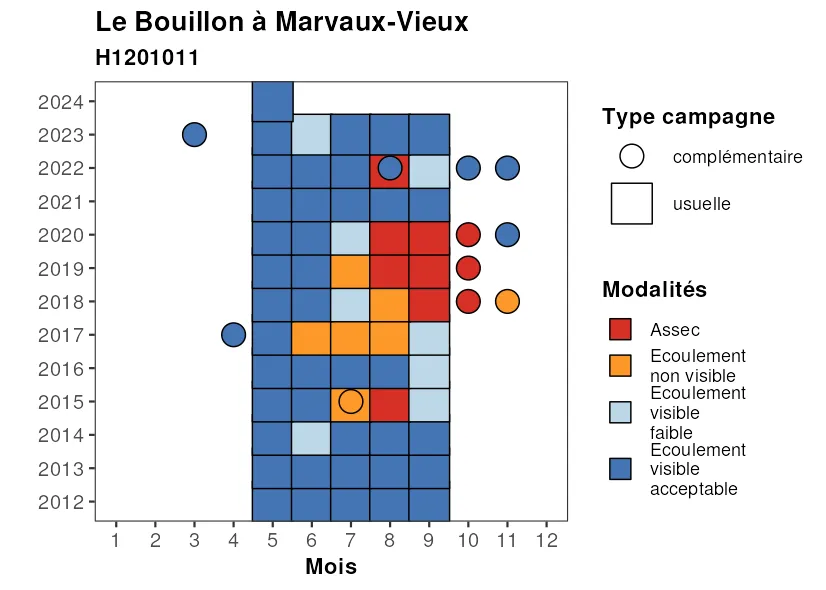 Le Bouillon à Marvaux-Vieux
H1201011
2024
2023
2022
2021
2020
2019
2018
2017
2016
2015
2014
2013
2012
1 2 3 4 5 6 7 8 9 10 11 12
Mois
Type campagne
complémentaire
usuelle
Modalités
Assec
Ecoulement
non visible
Ecoulement
visible
faible
Ecoulement
visible
acceptable